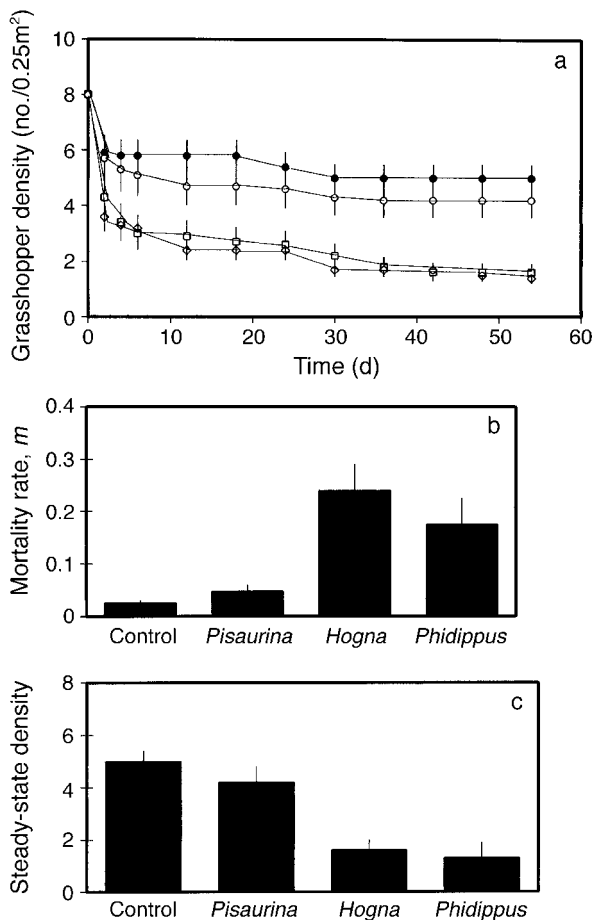 a
Grasshopper density (no./0.25m²)
10
8
6
4
2
0
0 10 20 30 40 50 60
Time (d)
b
Mortality rate, m
0.4
0.3
0.2
0.1
0
Control Pisaurina Hogna Phidippus
c
Steady-state density
8
6
4
2
0
Control Pisaurina Hogna Phidippus